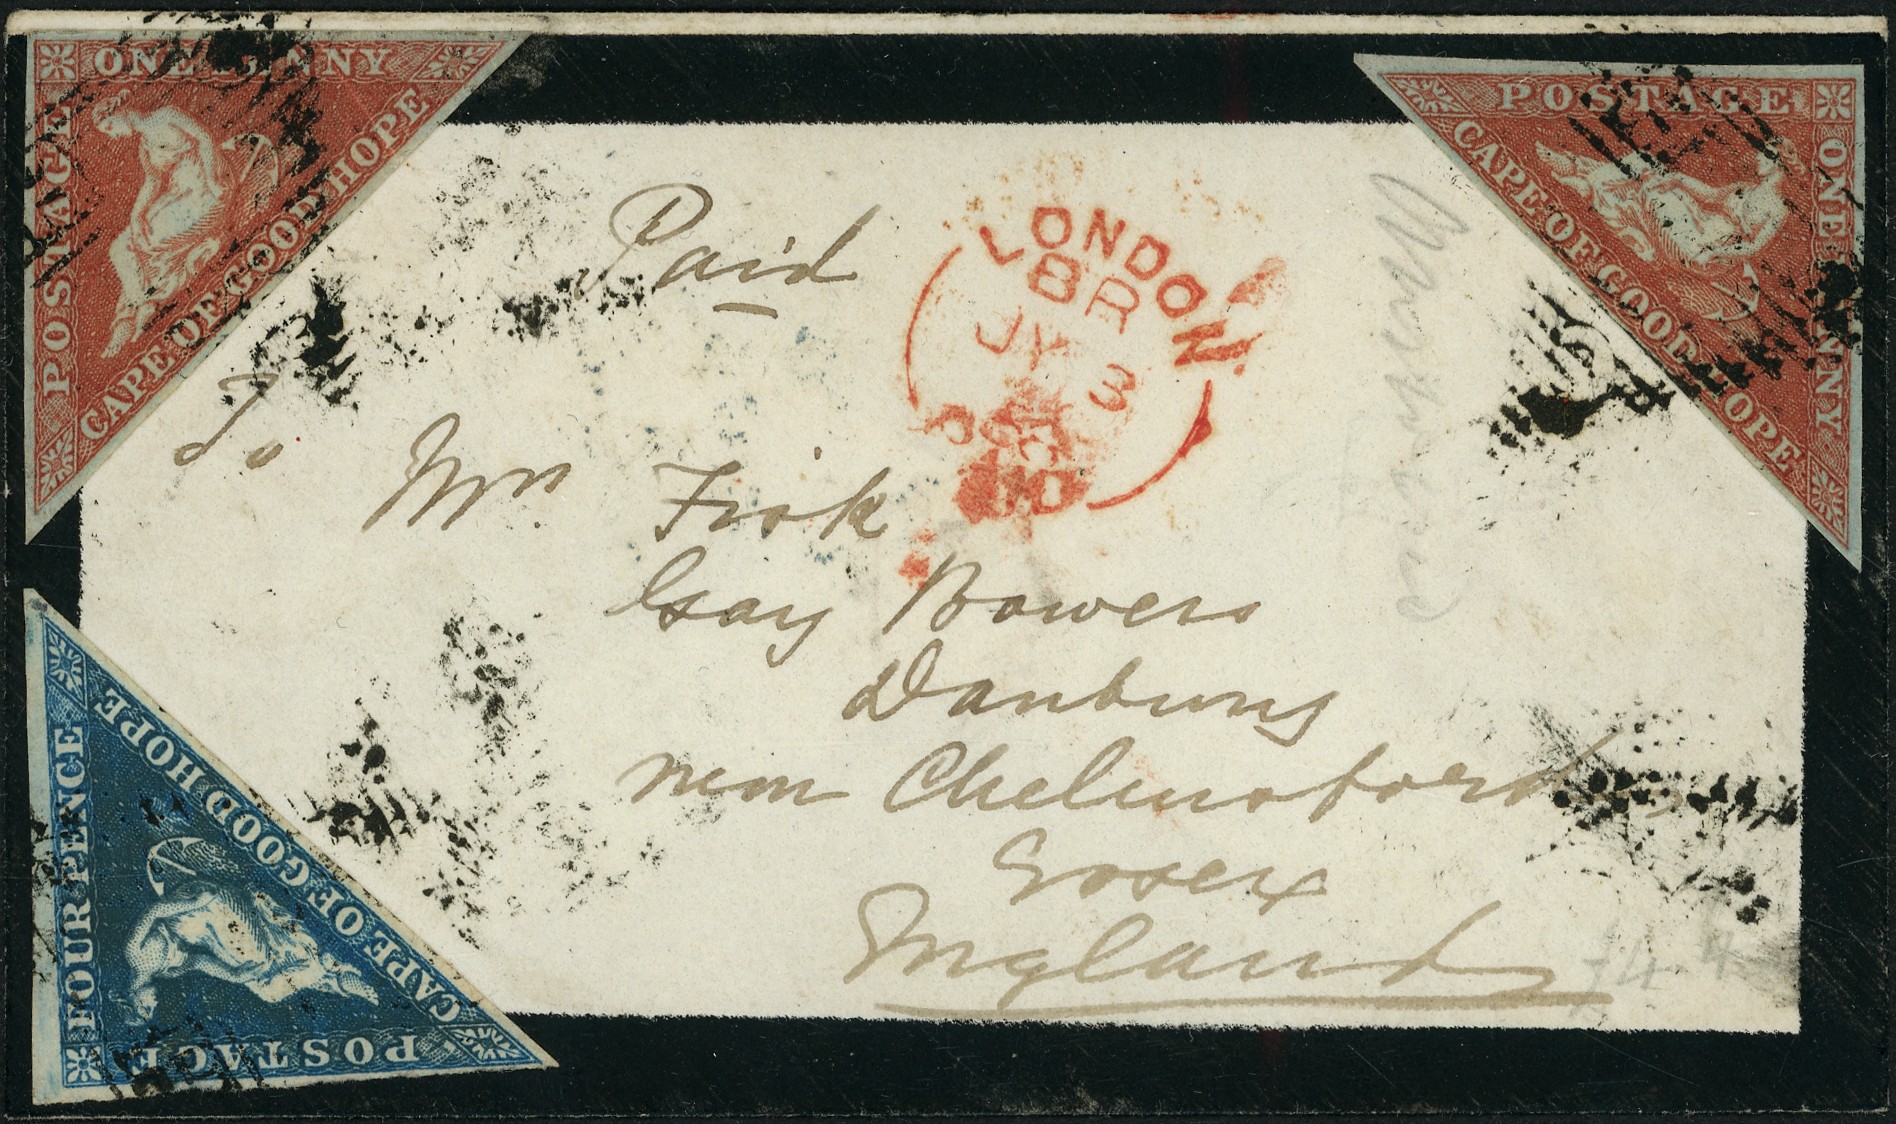 ONE PENNY
POSTAGE
CAPE OF GOOD HOPE
POSTAGE
ONE PENNY
CAPE OF GOOD HOPE
Paid
LONDON
BR
JY 3
To
Mrs Fisk
Gay Bowers
Danbury
near Chelmsford
Essex
England
FOUR PENCE
CAPE OF GOOD HOPE
POSTAGE